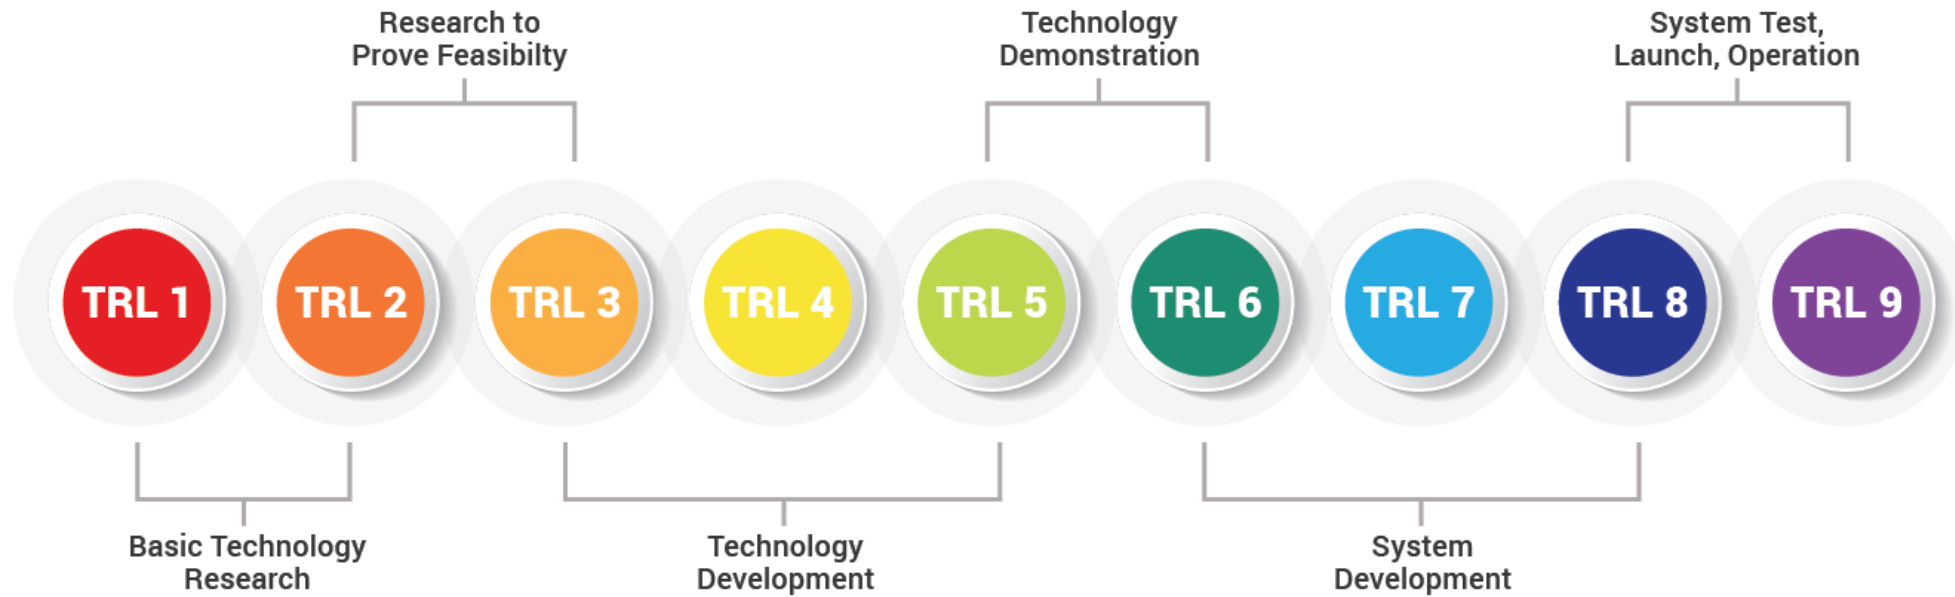 Research to
Prove Feasibilty
Technology
Demonstration
System Test,
Launch, Operation
TRL 1
TRL 2
TRL 3
TRL 4
TRL 5
TRL 6
TRL 7
TRL 8
TRL 9
Basic Technology
Research
Technology
Development
System
Development